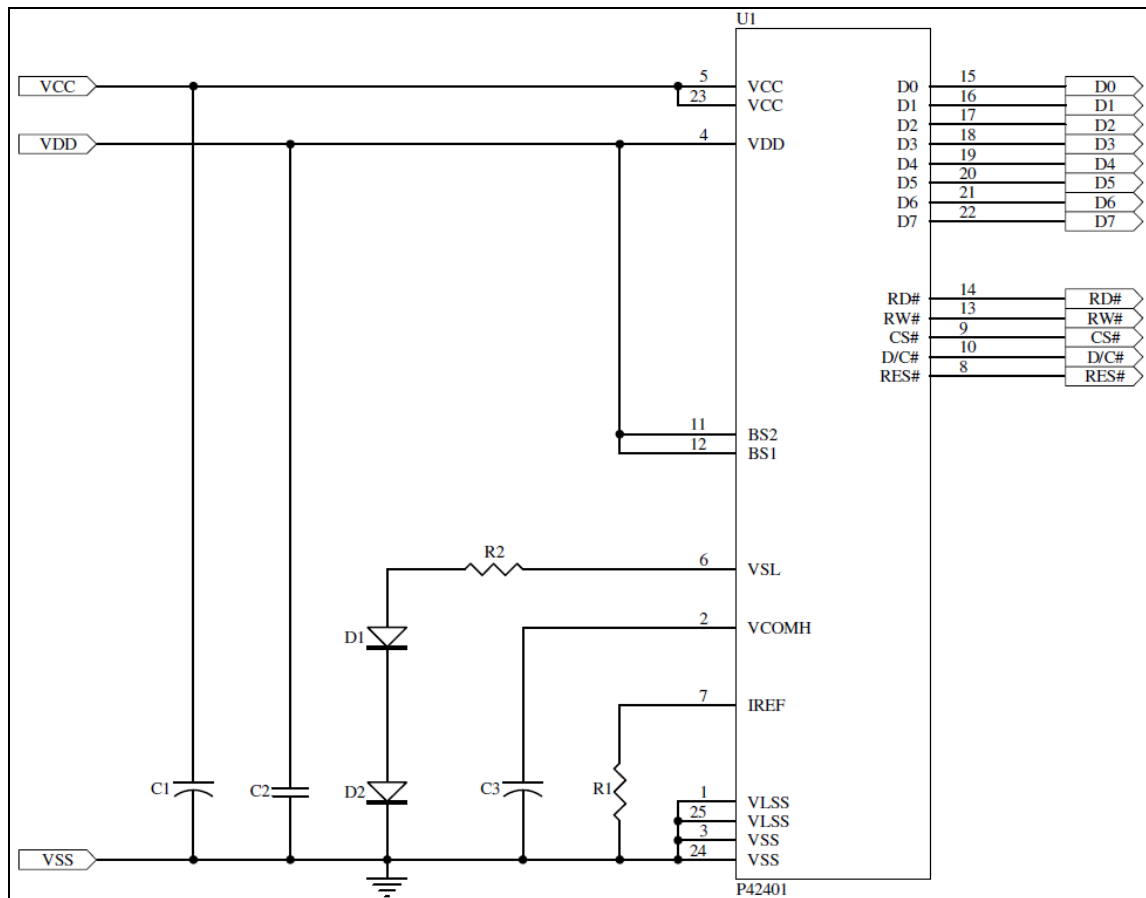 U1
VCC 5 VCC D0 15 D0
23 VCC D1 16 D1
D2 17 D2
VDD 4 VDD D3 18 D3
D4 19 D4
D5 20 D5
D6 21 D6
D7 22 D7
RD# 14 RD#
RW# 13 RW#
CS# 9 CS#
D/C# 10 D/C#
RES# 8 RES#
11 BS2
12 BS1
R2 6 VSL
D1 2 VCOMH
7 IREF
C1 C2 D2 C3 R1
1 VLSS
25 VLSS
3 VSS
VSS 24 VSS
P42401